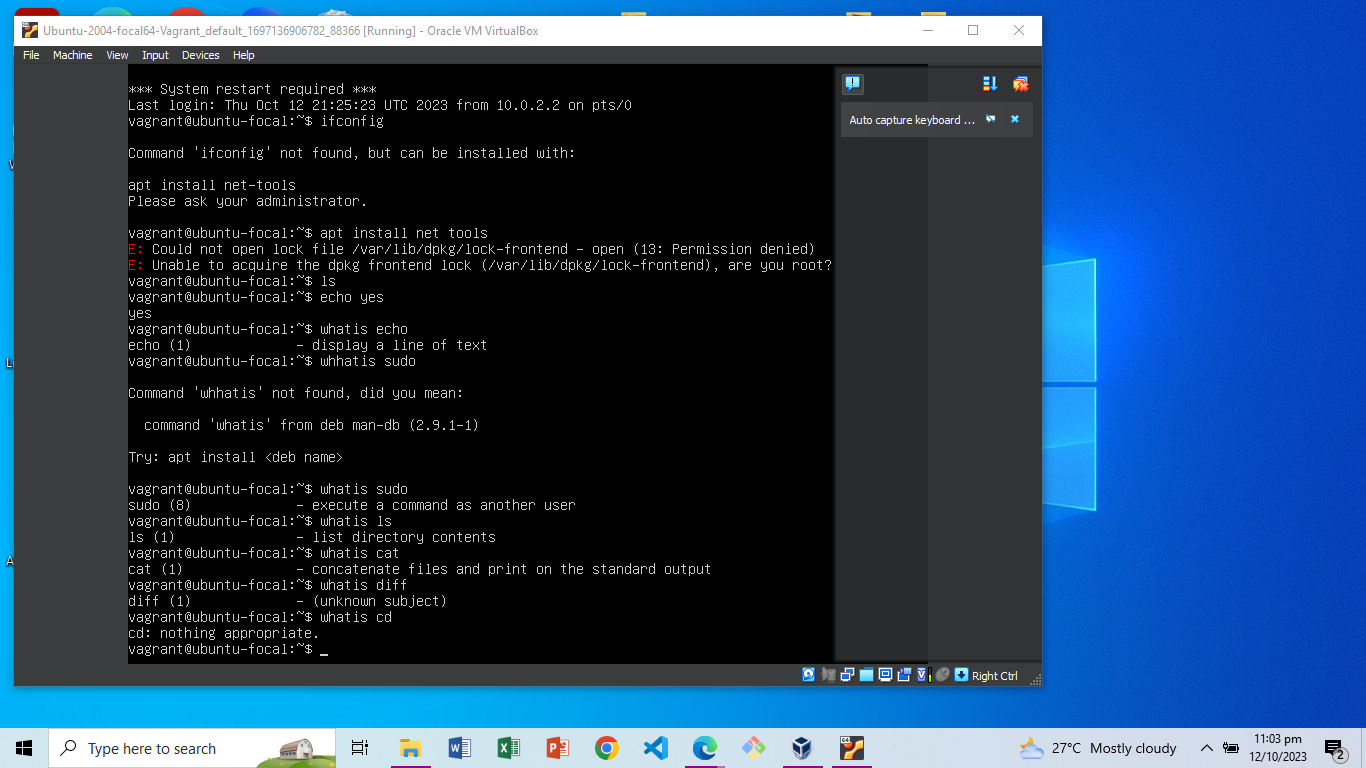 Ubuntu-2004-focal64-Vagrant_default_1697136906782_88366 [Running] - Oracle VM VirtualBox
File Machine View Input Devices Help
*** System restart required ***
Last login: Thu Oct 12 21:25:23 UTC 2023 from 10.0.2.2 on pts/0
vagrant@ubuntu-focal:~$ ifconfig
Command 'ifconfig' not found, but can be installed with:
apt install net-tools
Please ask your administrator.
vagrant@ubuntu-focal:~$ apt install net tools
E: Could not open lock file /var/lib/dpkg/lock-frontend - open (13: Permission denied)
E: Unable to acquire the dpkg frontend lock (/var/lib/dpkg/lock-frontend), are you root?
vagrant@ubuntu-focal:~$ ls
vagrant@ubuntu-focal:~$ echo yes
yes
vagrant@ubuntu-focal:~$ whatis echo
echo (1) - display a line of text
vagrant@ubuntu-focal:~$ whhatis sudo
Command 'whhatis' not found, did you mean:
command 'whatis' from deb man-db (2.9.1-1)
Try: apt install <deb name>
vagrant@ubuntu-focal:~$ whatis sudo
sudo (8) - execute a command as another user
vagrant@ubuntu-focal:~$ whatis ls
ls (1) - list directory contents
vagrant@ubuntu-focal:~$ whatis cat
cat (1) - concatenate files and print on the standard output
vagrant@ubuntu-focal:~$ whatis diff
diff (1) - (unknown subject)
vagrant@ubuntu-focal:~$ whatis cd
cd: nothing appropriate.
vagrant@ubuntu-focal:~$ _
Auto capture keyboard ...
Right Ctrl
Type here to search
27°C Mostly cloudy
11:03 pm
12/10/2023
2